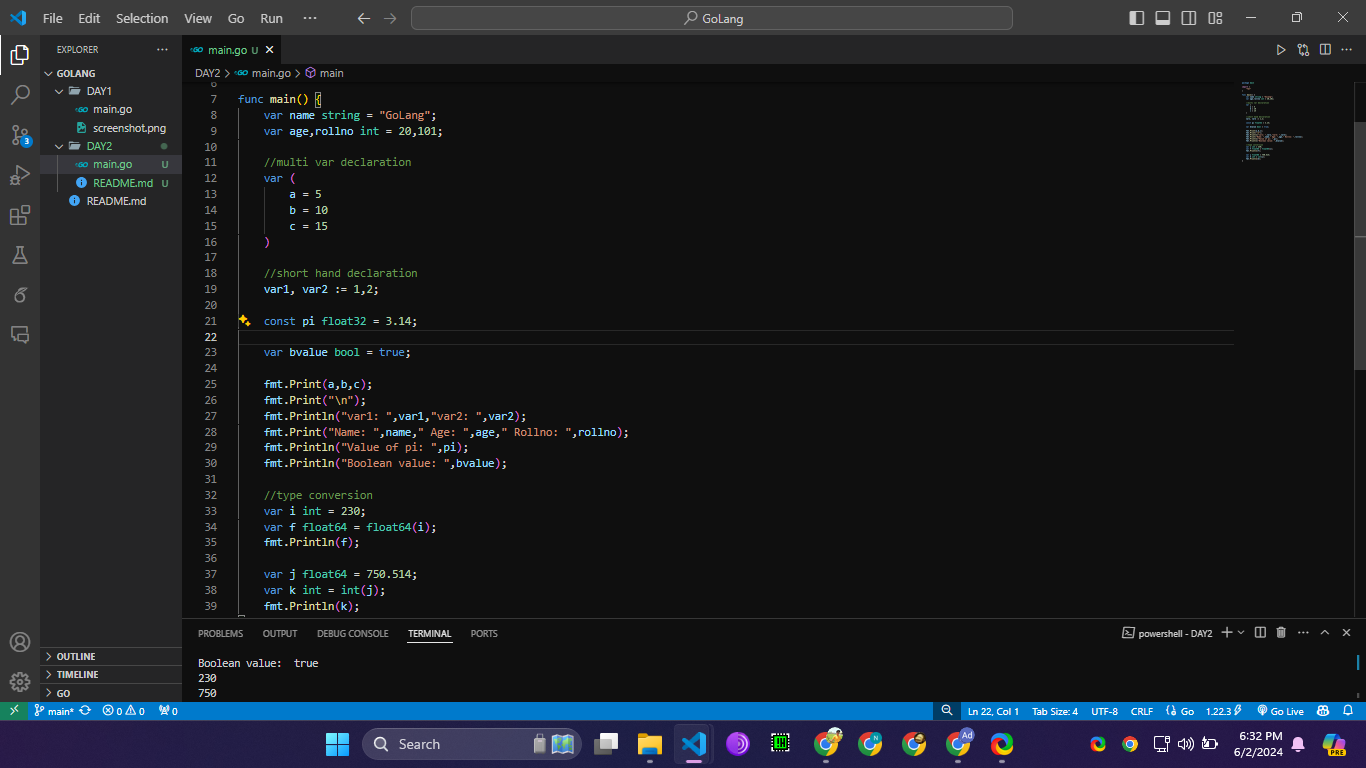 File Edit Selection View Go Run ··· GoLang
EXPLORER ···
GOLANG
DAY1
main.go
screenshot.png
DAY2
main.go U
README.md U
README.md
OUTLINE
TIMELINE
GO
3
main.go U
DAY2 > main.go > main
7 func main() {
8 var name string = "GoLang";
9 var age,rollno int = 20,101;
10
11 //multi var declaration
12 var (
13 a = 5
14 b = 10
15 c = 15
16 )
17
18 //short hand declaration
19 var1, var2 := 1,2;
20
21 const pi float32 = 3.14;
22
23 var bvalue bool = true;
24
25 fmt.Print(a,b,c);
26 fmt.Print("\n");
27 fmt.Println("var1: ",var1,"var2: ",var2);
28 fmt.Print("Name: ",name," Age: ",age," Rollno: ",rollno);
29 fmt.Println("Value of pi: ",pi);
30 fmt.Println("Boolean value: ",bvalue);
31
32 //type conversion
33 var i int = 230;
34 var f float64 = float64(i);
35 fmt.Println(f);
36
37 var j float64 = 750.514;
38 var k int = int(j);
39 fmt.Println(k);
PROBLEMS OUTPUT DEBUG CONSOLE TERMINAL PORTS powershell - DAY2
Boolean value:  true
230
750
main* 0 0 0 Ln 22, Col 1 Tab Size: 4 UTF-8 CRLF Go 1.22.3 Go Live
Search
6:32 PM
6/2/2024